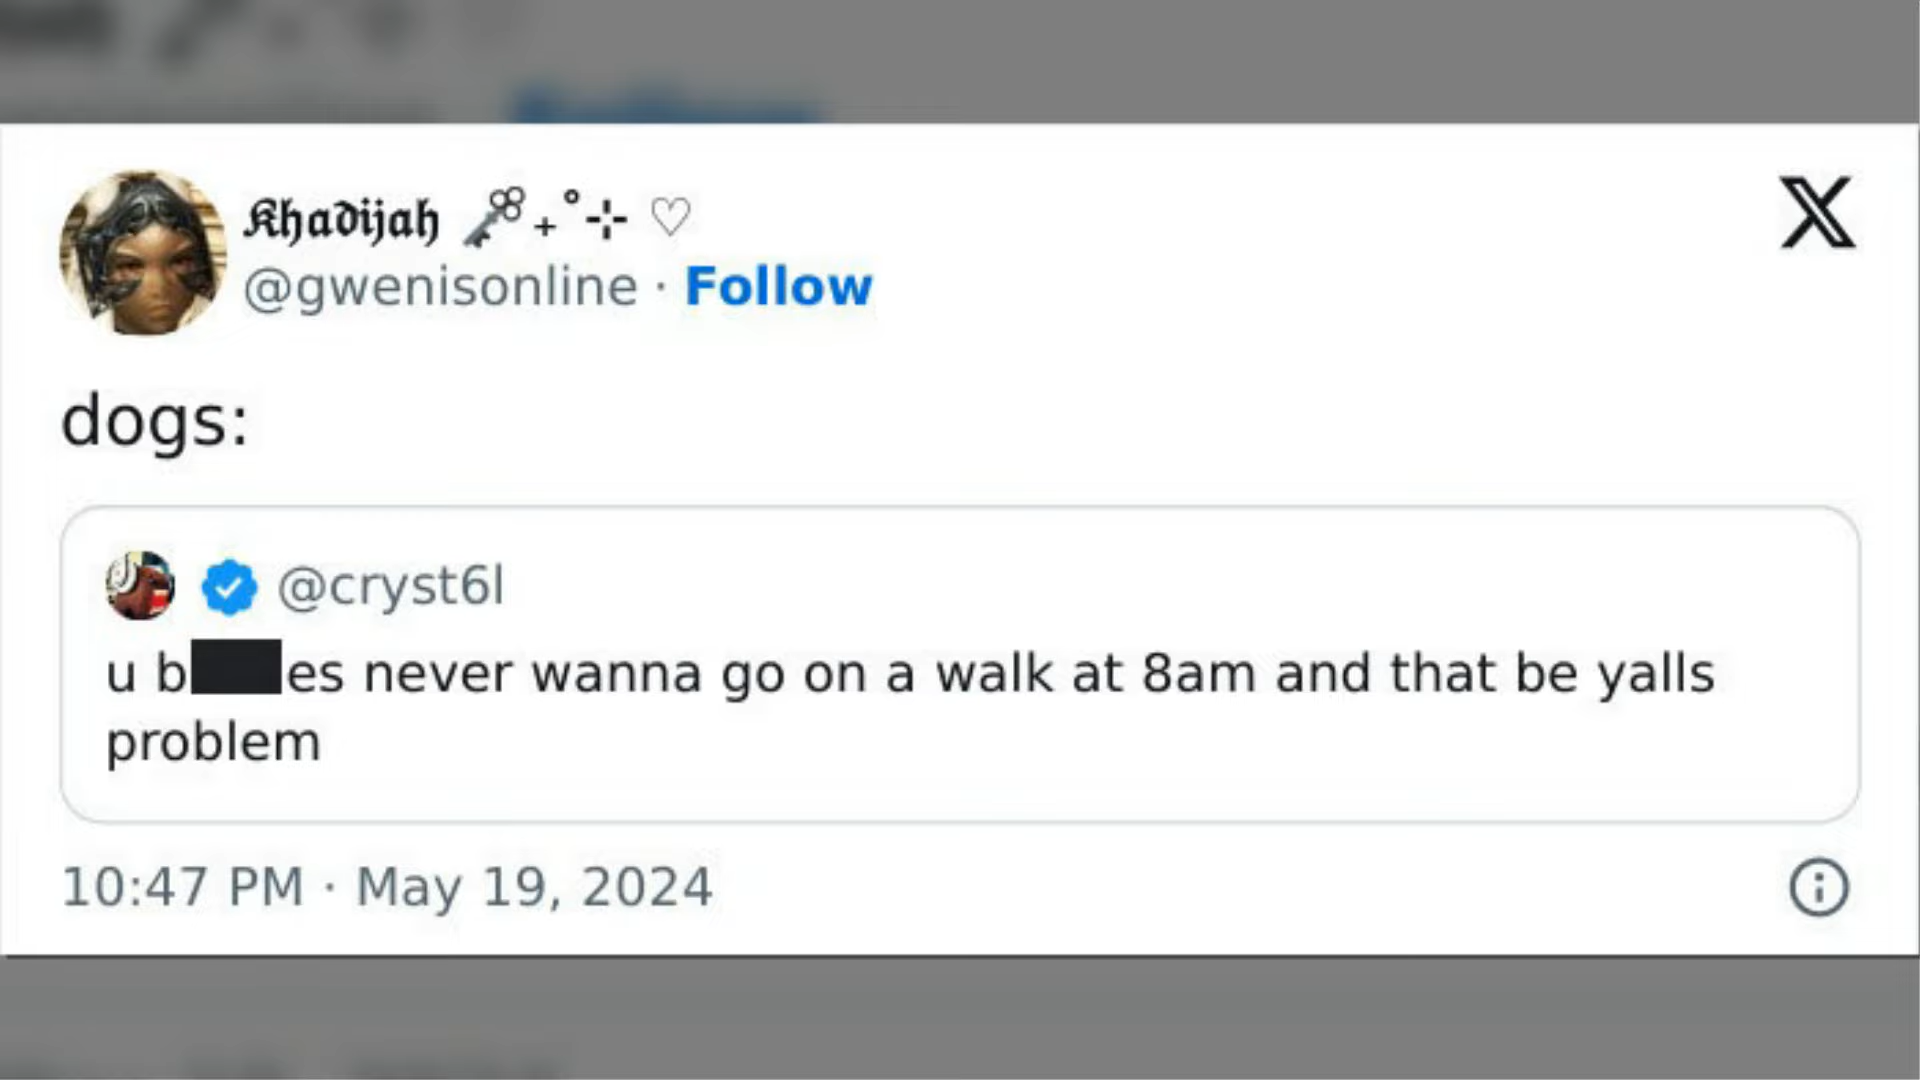 𝕶𝖍𝖆𝖉𝖎𝖏𝖆𝖍 🗝₊˚⊹ ♡
@gwenisonline · Follow
dogs:
@cryst6l
u b es never wanna go on a walk at 8am and that be yalls
problem
10:47 PM · May 19, 2024